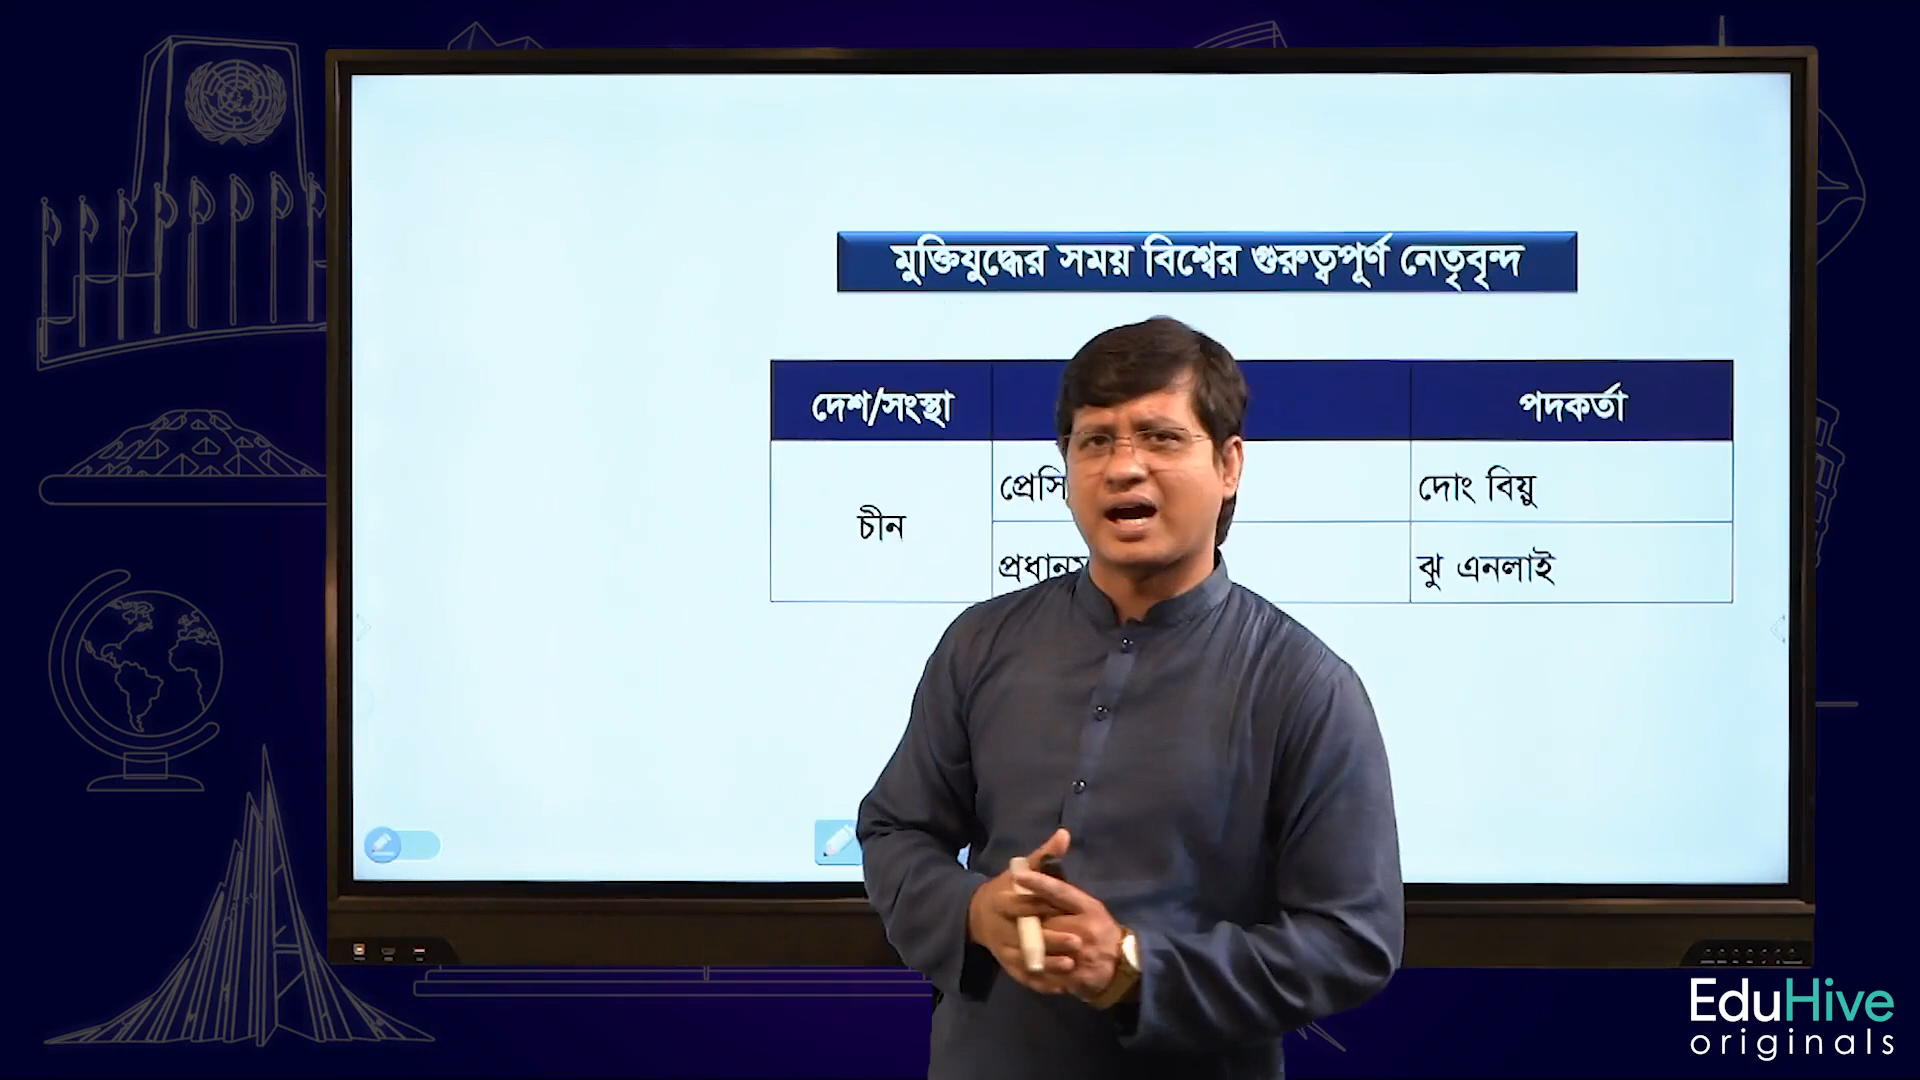 মুক্তিযুদ্ধের সময় বিশ্বের গুরুত্বপূর্ণ নেতৃবৃন্দ
দেশ/সংস্থা পদকর্তা
চীন
দোং বিয়ু
ঝু এনলাই
EduHive
originals